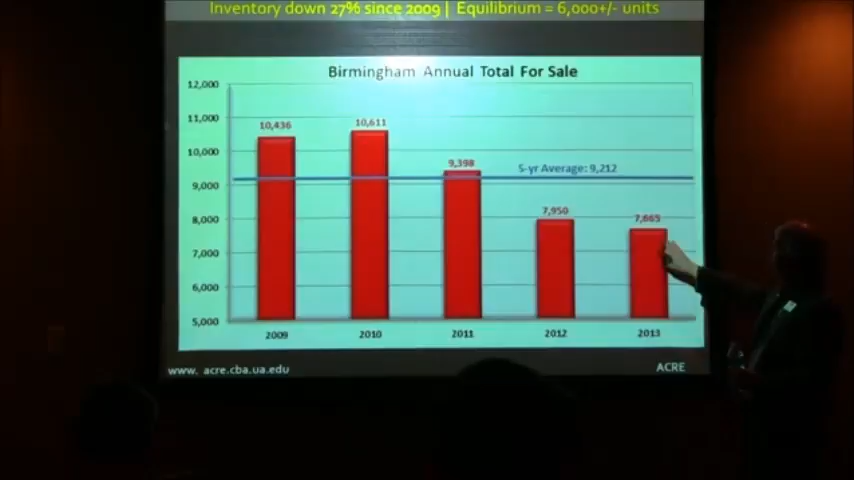 Inventory down 27% since 2009 | Equilibrium = 6,000+/- units
Birmingham Annual Total For Sale
12,000
11,000
10,000
9,000
8,000
7,000
6,000
5,000
10,436
10,611
9,398
7,950
7,665
5-yr Average: 9,212
2009 2010 2011 2012 2013
www. acre.cba.ua.edu
ACRE